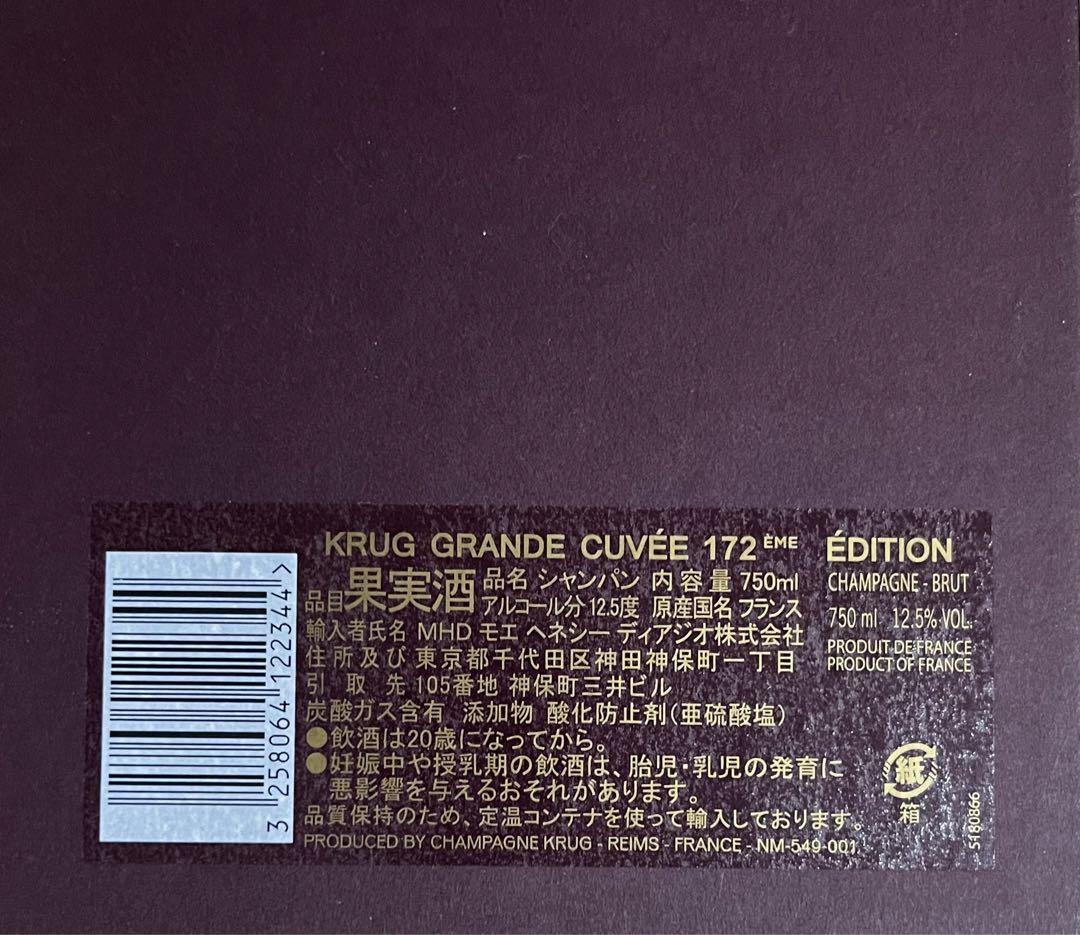 KRUG GRANDE CUVÉE 172 ÈME ÉDITION
品目 果実酒 品名 シャンパン 内容量 750ml
アルコール分 12.5度 原産国名 フランス
輸入者氏名 MHD モエ ヘネシー ディアジオ株式会社
住所及び 東京都千代田区神田神保町一丁目
引取先 105番地 神保町三井ビル
炭酸ガス含有 添加物 酸化防止剤(亜硫酸塩)
●飲酒は20歳になってから。
●妊娠中や授乳期の飲酒は、胎児・乳児の発育に
悪影響を与えるおそれがあります。
品質保持のため、定温コンテナを使って輸入しております。
PRODUCED BY CHAMPAGNE KRUG - REIMS - FRANCE - NM-549-001
CHAMPAGNE - BRUT
750 ml 12.5% VOL.
PRODUIT DE FRANCE
PRODUCT OF FRANCE
紙
箱
5180866
3 258064 122344 >